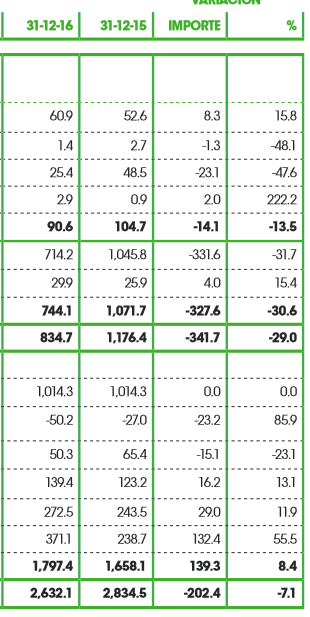 VARIACIÓN
31-12-16 31-12-15 IMPORTE %
60.9 52.6 8.3 15.8
1.4 2.7 -1.3 -48.1
25.4 48.5 -23.1 -47.6
2.9 0.9 2.0 222.2
90.6 104.7 -14.1 -13.5
714.2 1,045.8 -331.6 -31.7
29.9 25.9 4.0 15.4
744.1 1,071.7 -327.6 -30.6
834.7 1,176.4 -341.7 -29.0
1,014.3 1,014.3 0.0 0.0
-50.2 -27.0 -23.2 85.9
50.3 65.4 -15.1 -23.1
139.4 123.2 16.2 13.1
272.5 243.5 29.0 11.9
371.1 238.7 132.4 55.5
1,797.4 1,658.1 139.3 8.4
2,632.1 2,834.5 -202.4 -7.1